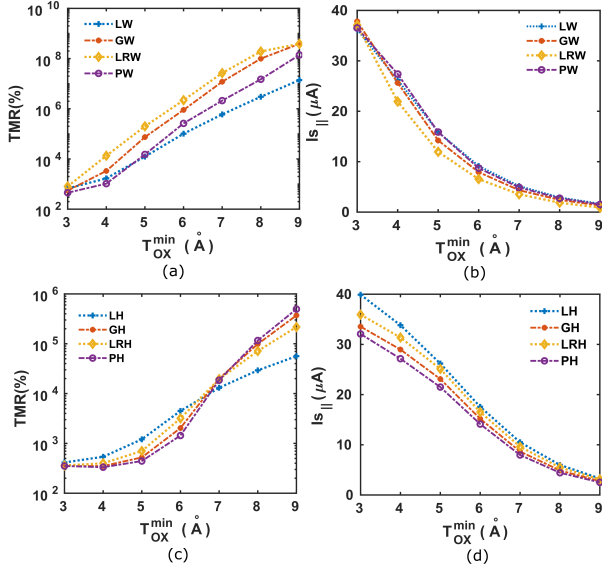 10^10
10^8
10^6
10^4
10^2
TMR(%)
LW
GW
LRW
PW
3 4 5 6 7 8 9
T_OX^min (Å)
(a)
40
30
20
10
0
Is_|| (μA)
LW
GW
LRW
PW
3 4 5 6 7 8 9
T_OX^min (Å)
(b)
10^6
10^5
10^4
10^3
10^2
TMR(%)
LH
GH
LRH
PH
3 4 5 6 7 8 9
T_OX^min (Å)
(c)
40
30
20
10
0
Is_|| (μA)
LH
GH
LRH
PH
3 4 5 6 7 8 9
T_OX^min (Å)
(d)